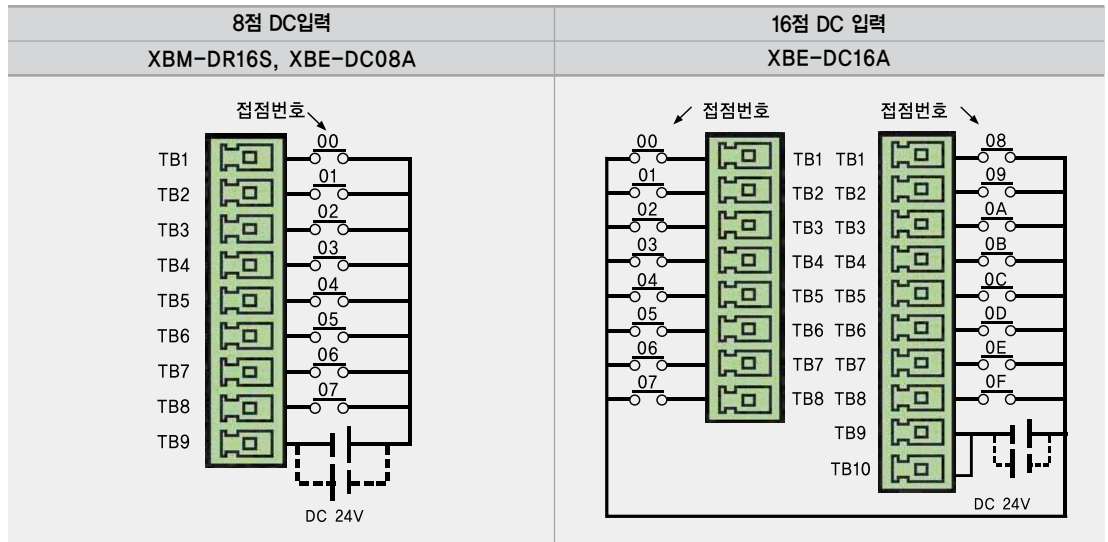 8점 DC입력
16점 DC 입력
XBM-DR16S, XBE-DC08A
XBE-DC16A
접점번호
TB1 00
TB2 01
TB3 02
TB4 03
TB5 04
TB6 05
TB7 06
TB8 07
TB9
DC 24V
접점번호 접점번호
00 TB1 TB1 08
01 TB2 TB2 09
02 TB3 TB3 0A
03 TB4 TB4 0B
04 TB5 TB5 0C
05 TB6 TB6 0D
06 TB7 TB7 0E
07 TB8 TB8 0F
TB9
TB10
DC 24V